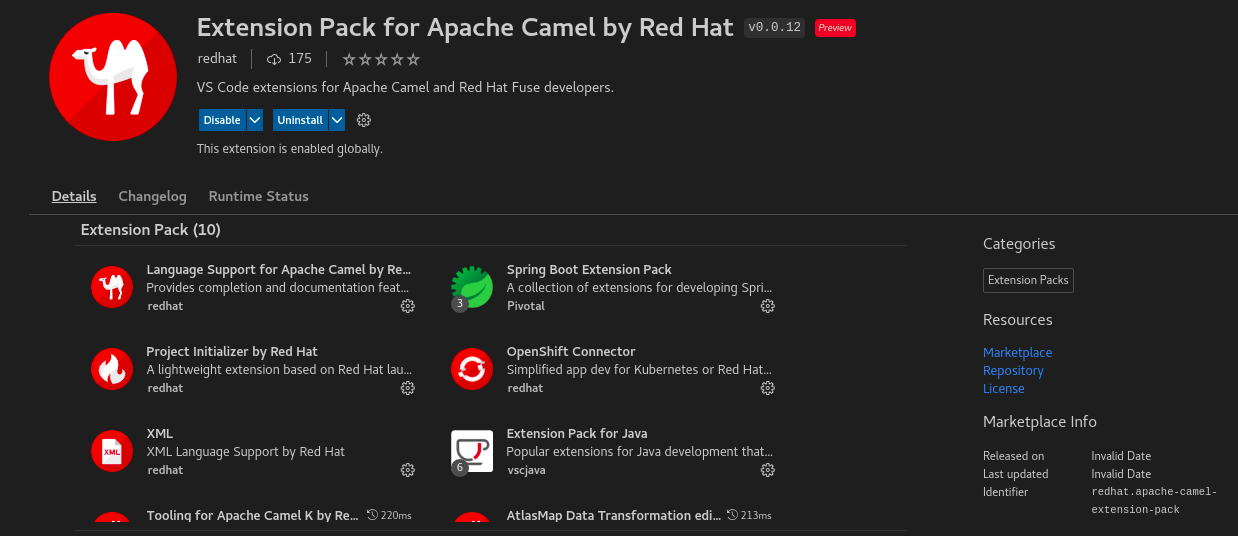 Extension Pack for Apache Camel by Red Hat v0.0.12 Preview
redhat 175
VS Code extensions for Apache Camel and Red Hat Fuse developers.
Disable Uninstall
This extension is enabled globally.
Details Changelog Runtime Status
Extension Pack (10)
Language Support for Apache Camel by Re...
Provides completion and documentation feat...
redhat
3
Spring Boot Extension Pack
A collection of extensions for developing Spri...
Pivotal
Project Initializer by Red Hat
A lightweight extension based on Red Hat lau...
redhat
OpenShift Connector
Simplified app dev for Kubernetes or Red Hat...
redhat
XML
XML
XML Language Support by Red Hat
redhat
6
Extension Pack for Java
Popular extensions for Java development that...
vscjava
Tooling for Apache Camel K by Re... 220ms
AtlasMap Data Transformation edi... 213ms
Categories
Extension Packs
Resources
Marketplace
Repository
License
Marketplace Info
Released on Invalid Date
Last updated Invalid Date
Identifier redhat.apache-camel-
extension-pack